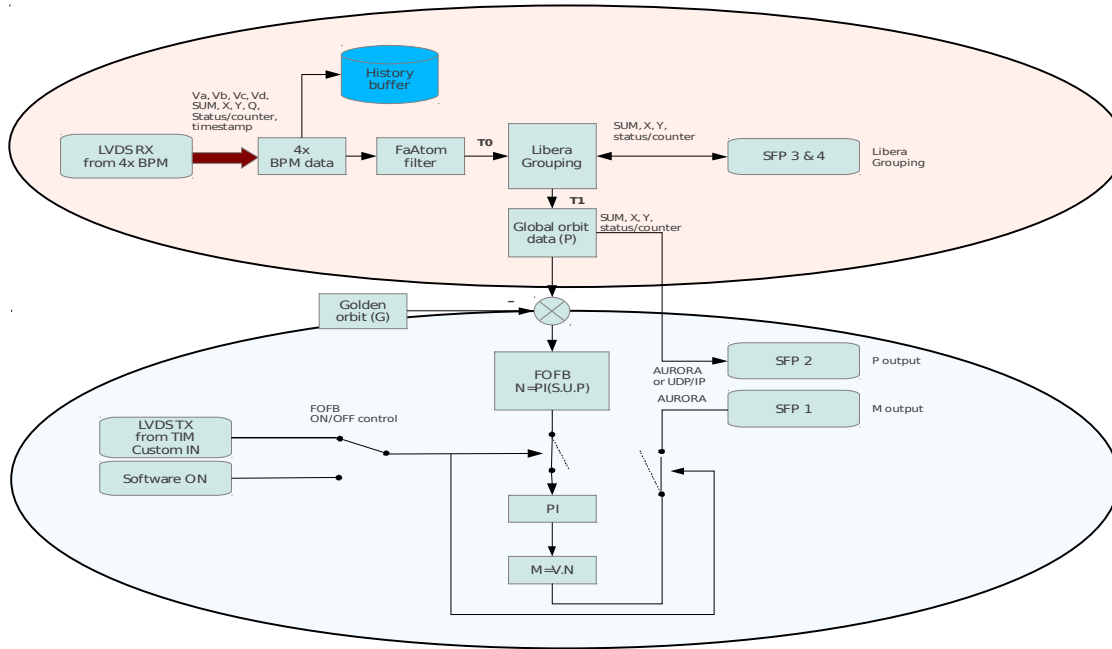 History
buffer
Va, Vb, Vc, Vd,
SUM, X, Y, Q,
Status/counter,
timestamp
LVDS RX
from 4x BPM
4x
BPM data
FaAtom
filter
T0
Libera
Grouping
SUM, X, Y,
status/counter
SFP 3 & 4
Libera
Grouping
T1
Global orbit
data (P)
SUM, X, Y,
status/counter
Golden
orbit (G)
–
FOFB
N=PI(S.U.P)
SFP 2
P output
AURORA
or UDP/IP
AURORA
SFP 1
M output
FOFB
ON/OFF control
LVDS TX
from TIM
Custom IN
Software ON
PI
M=V.N